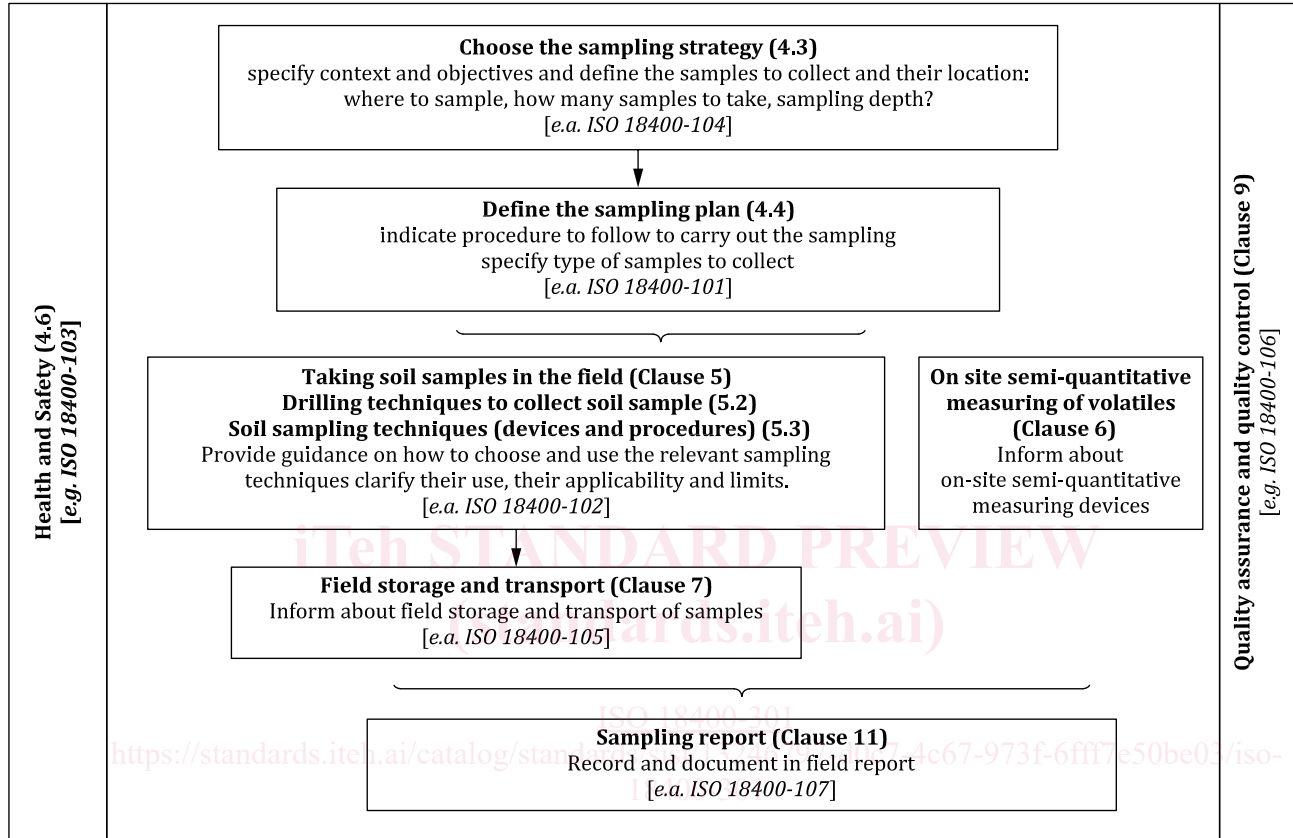 Choose the sampling strategy (4.3)
specify context and objectives and define the samples to collect and their location:
where to sample, how many samples to take, sampling depth?
[e.a. ISO 18400-104]
Define the sampling plan (4.4)
indicate procedure to follow to carry out the sampling
specify type of samples to collect
[e.a. ISO 18400-101]
Health and Safety (4.6)
[e.g. ISO 18400-103]
Taking soil samples in the field (Clause 5)
Drilling techniques to collect soil sample (5.2)
Soil sampling techniques (devices and procedures) (5.3)
Provide guidance on how to choose and use the relevant sampling
techniques clarify their use, their applicability and limits.
[e.a. ISO 18400-102]
On site semi-quantitative
measuring of volatiles
(Clause 6)
Inform about
on-site semi-quantitative
measuring devices
Quality assurance and quality control (Clause 9)
[e.g. ISO 18400-106]
iTeh STANDARD PREVIEW
(standards.iteh.ai)
Field storage and transport (Clause 7)
Inform about field storage and transport of samples
[e.a. ISO 18400-105]
ISO 18400-301
Sampling report (Clause 11)
Record and document in field report
[e.a. ISO 18400-107]